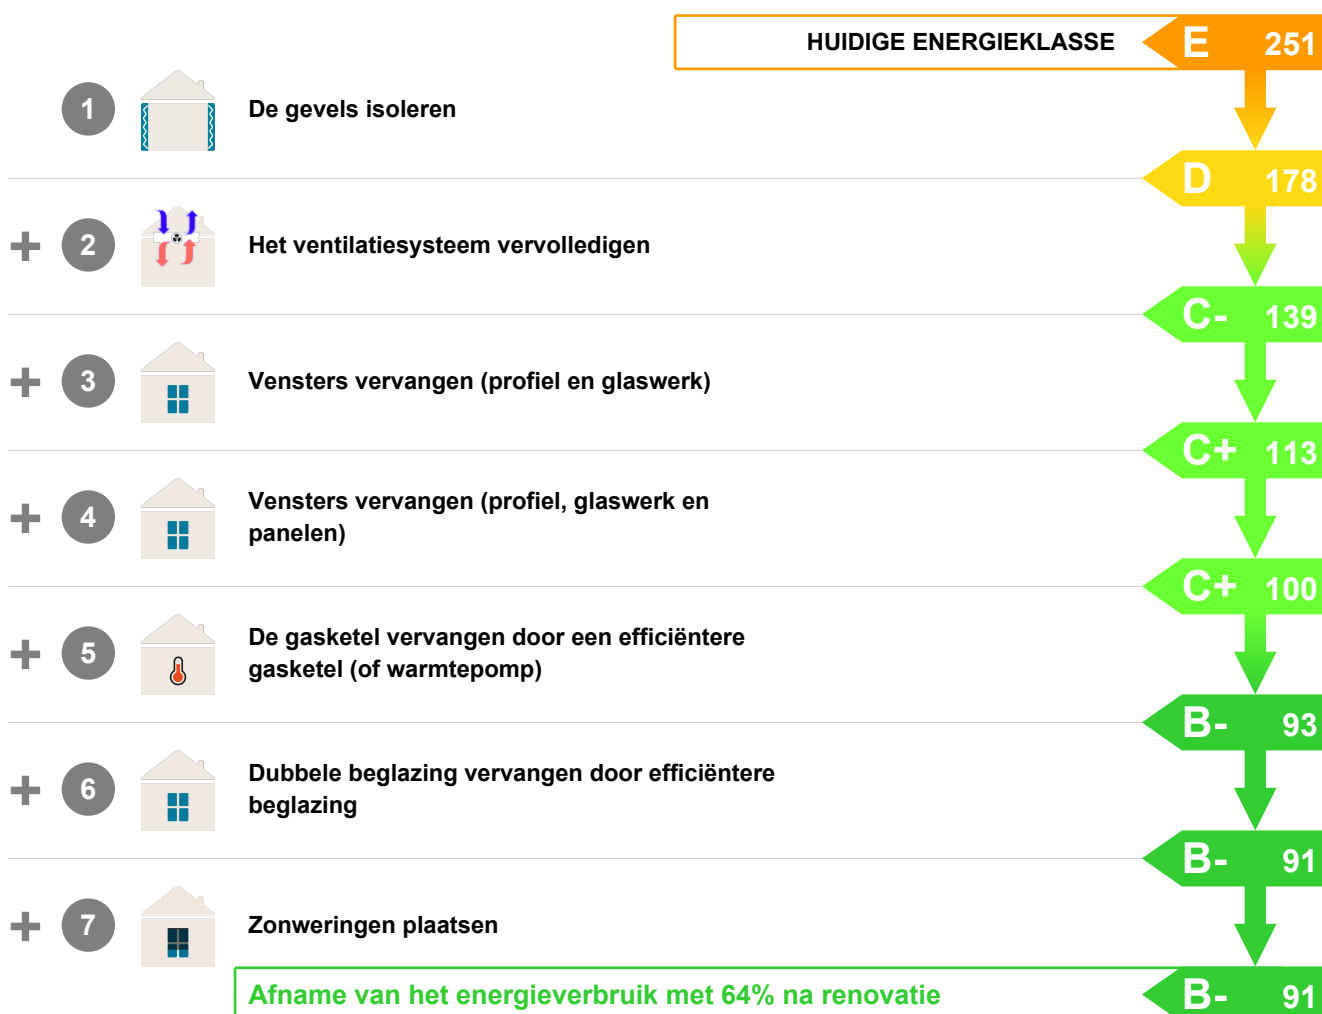 HUIDIGE ENERGIEKLASSE E 251
1 De gevels isoleren
D 178
+ 2 Het ventilatiesysteem vervolledigen
C- 139
+ 3 Vensters vervangen (profiel en glaswerk)
C+ 113
+ 4 Vensters vervangen (profiel, glaswerk en
panelen)
C+ 100
+ 5 De gasketel vervangen door een efficiëntere
gasketel (of warmtepomp)
B- 93
+ 6 Dubbele beglazing vervangen door efficiëntere
beglazing
B- 91
+ 7 Zonweringen plaatsen
Afname van het energieverbruik met 64% na renovatie B- 91